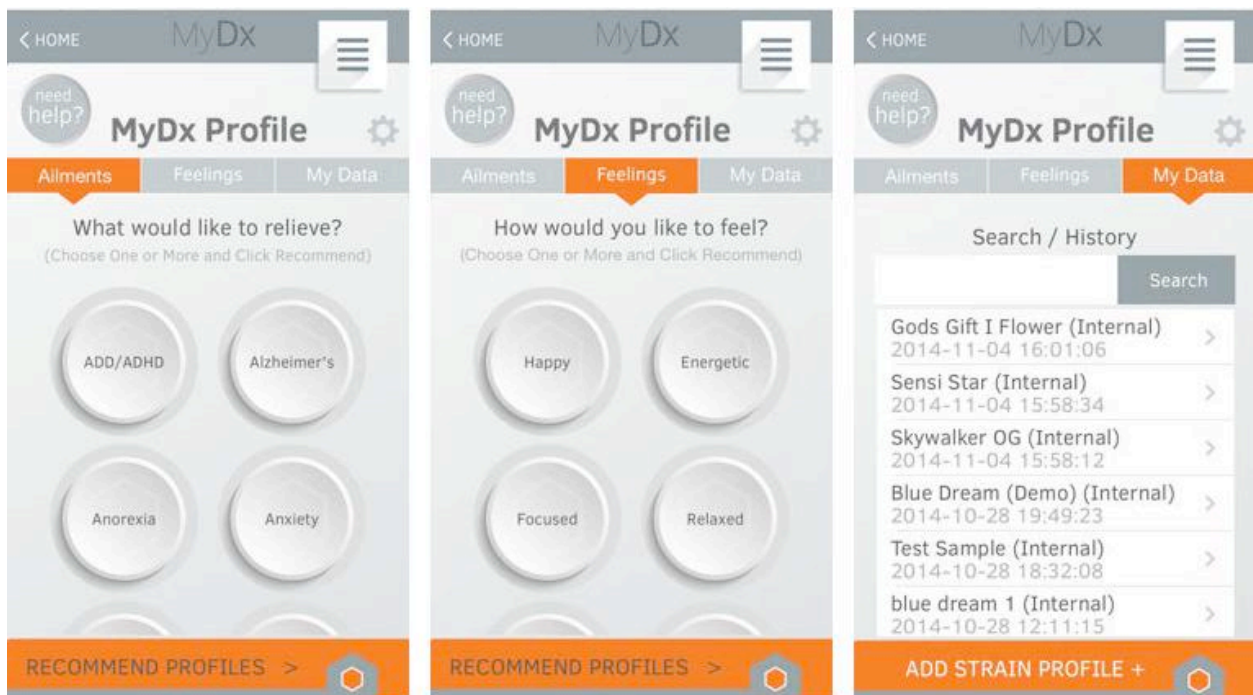 < HOME
MyDx
need
help?
MyDx Profile
Ailments Feelings My Data
What would like to relieve?
(Choose One or More and Click Recommend)
ADD/ADHD Alzheimer's
Anorexia Anxiety
RECOMMEND PROFILES >
< HOME
MyDx
need
help?
MyDx Profile
Ailments Feelings My Data
How would you like to feel?
(Choose One or More and Click Recommend)
Happy Energetic
Focused Relaxed
RECOMMEND PROFILES >
< HOME
MyDx
need
help?
MyDx Profile
Ailments Feelings My Data
Search / History
Search
Gods Gift I Flower (Internal)
2014-11-04 16:01:06
Sensi Star (Internal)
2014-11-04 15:58:34
Skywalker OG (Internal)
2014-11-04 15:58:12
Blue Dream (Demo) (Internal)
2014-10-28 19:49:23
Test Sample (Internal)
2014-10-28 18:32:08
blue dream 1 (Internal)
2014-10-28 12:11:15
ADD STRAIN PROFILE +